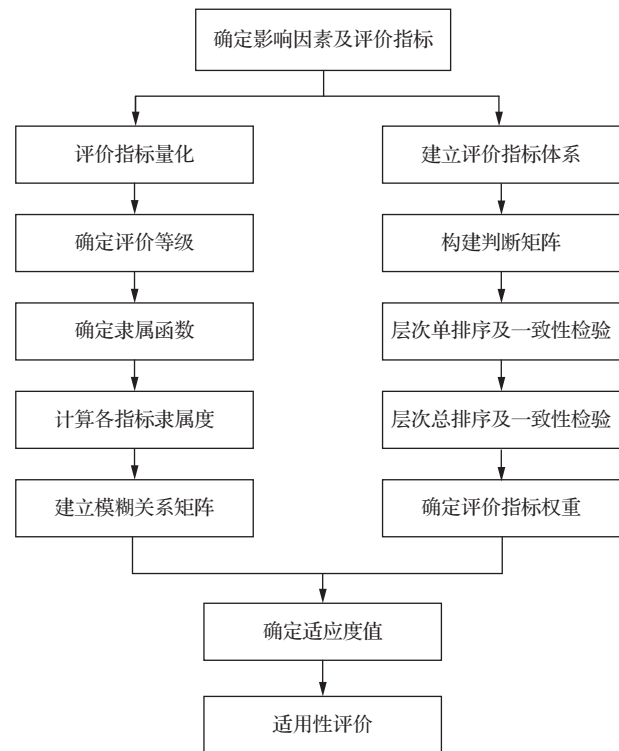 确定影响因素及评价指标
评价指标量化
确定评价等级
确定隶属函数
计算各指标隶属度
建立模糊关系矩阵
建立评价指标体系
构建判断矩阵
层次单排序及一致性检验
层次总排序及一致性检验
确定评价指标权重
确定适应度值
适用性评价